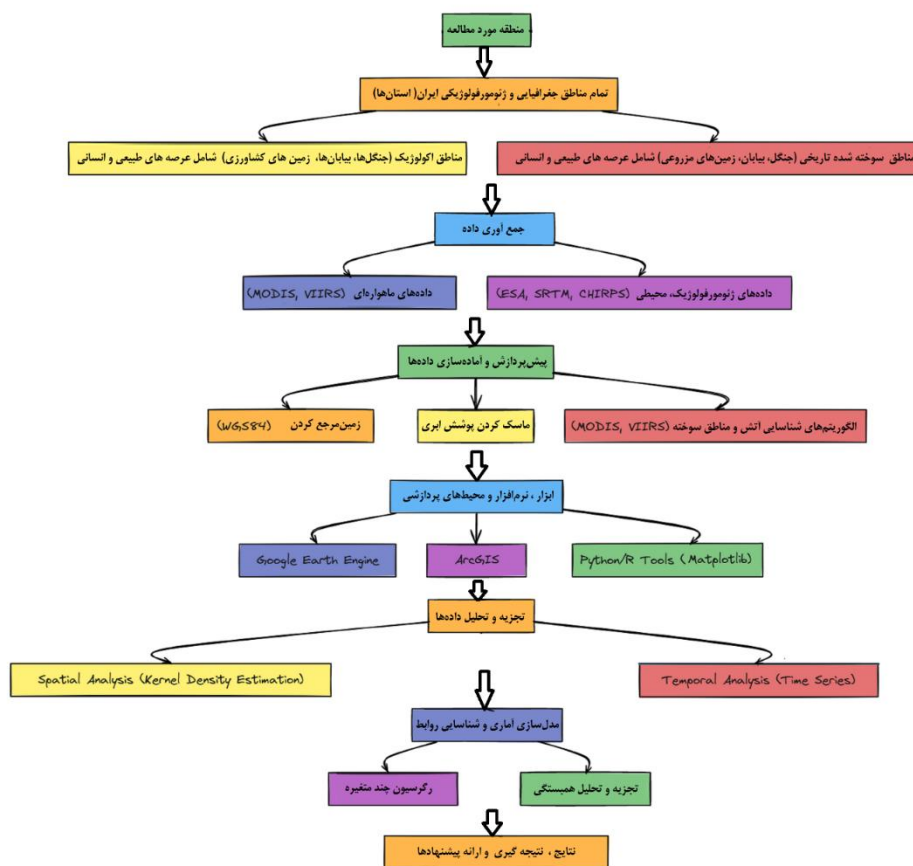 منطقه مورد مطالعه
تمام مناطق جغرافیایی و ژئومورفولوژیکی ایران( استان‌ها)
مناطق سوخته شده تاریخی (جنگل، بیابان، زمین‌های مزروعی) شامل عرصه های طبیعی و انسانی
مناطق اکولوژیک (جنگل‌ها، بیابان‌ها، زمین های کشاورزی) شامل عرصه های طبیعی و انسانی
جمع آوری داده
داده‌های ژئومورفولوژیک، محیطی (ESA, SRTM, CHIRPS)
داده‌های ماهواره‌ای (MODIS, VIIRS)
پیش‌پردازش و آماده‌سازی داده‌ها
الگوریتم‌های شناسایی آتش و مناطق سوخته (MODIS, VIIRS)
ماسک کردن پوشش ابری
زمین‌مرجع کردن (WGS84)
ابزار ، نرم‌افزار و محیط‌های پردازشی
Google Earth Engine
ArcGIS
Python/R Tools (Matplotlib)
تجزیه و تحلیل داده‌ها
Spatial Analysis (Kernel Density Estimation)
Temporal Analysis (Time Series)
مدل‌سازی آماری و شناسایی روابط
تجزیه و تحلیل همبستگی
رگرسیون چند متغیره
نتایج ، نتیجه گیری و ارائه پیشنهادها